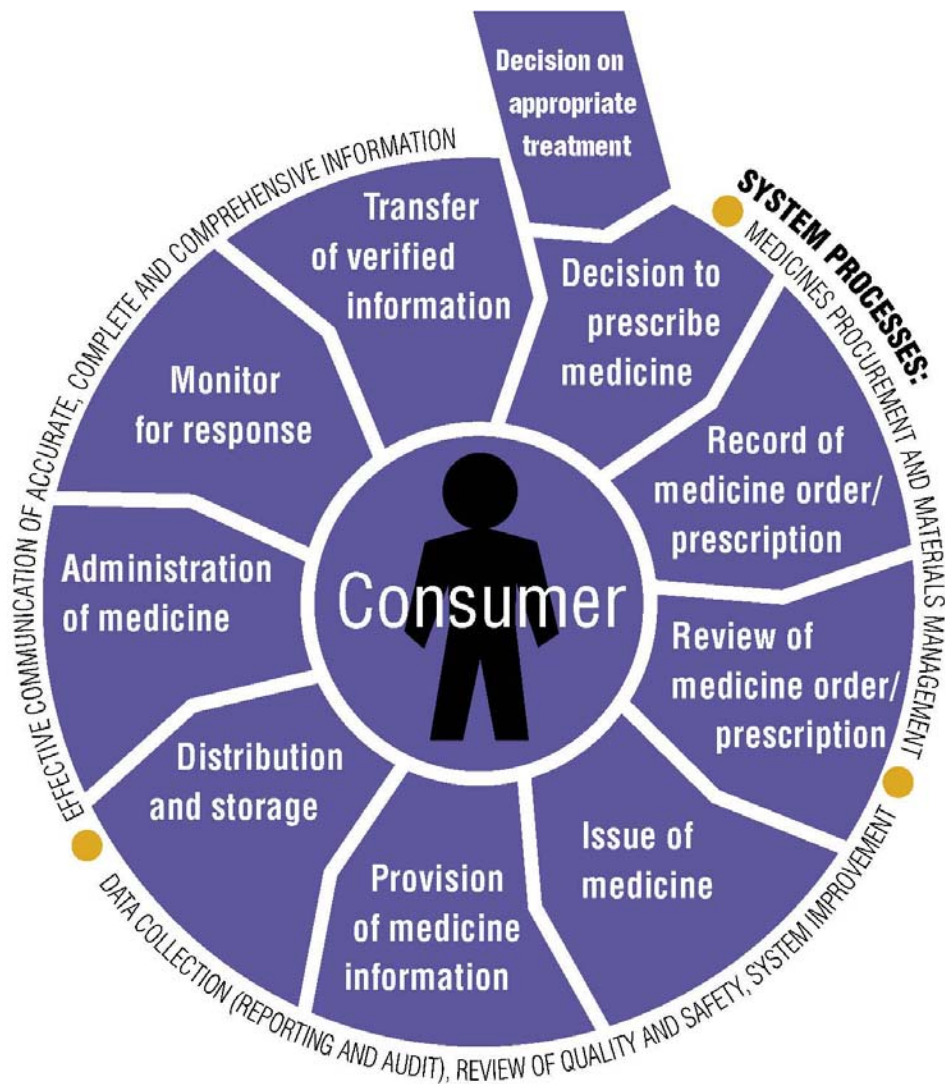 Decision on
appropriate
treatment
SYSTEM PROCESSES:
MEDICINES PROCUREMENT AND MATERIALS MANAGEMENT
DATA COLLECTION (REPORTING AND AUDIT), REVIEW OF QUALITY AND SAFETY, SYSTEM IMPROVEMENT
EFFECTIVE COMMUNICATION OF ACCURATE, COMPLETE AND COMPREHENSIVE INFORMATION
Decision to
prescribe
medicine
Record of
medicine order/
prescription
Review of
medicine order/
prescription
Issue of
medicine
Provision
of medicine
information
Distribution
and storage
Administration
of medicine
Monitor
for response
Transfer
of verified
information
Consumer